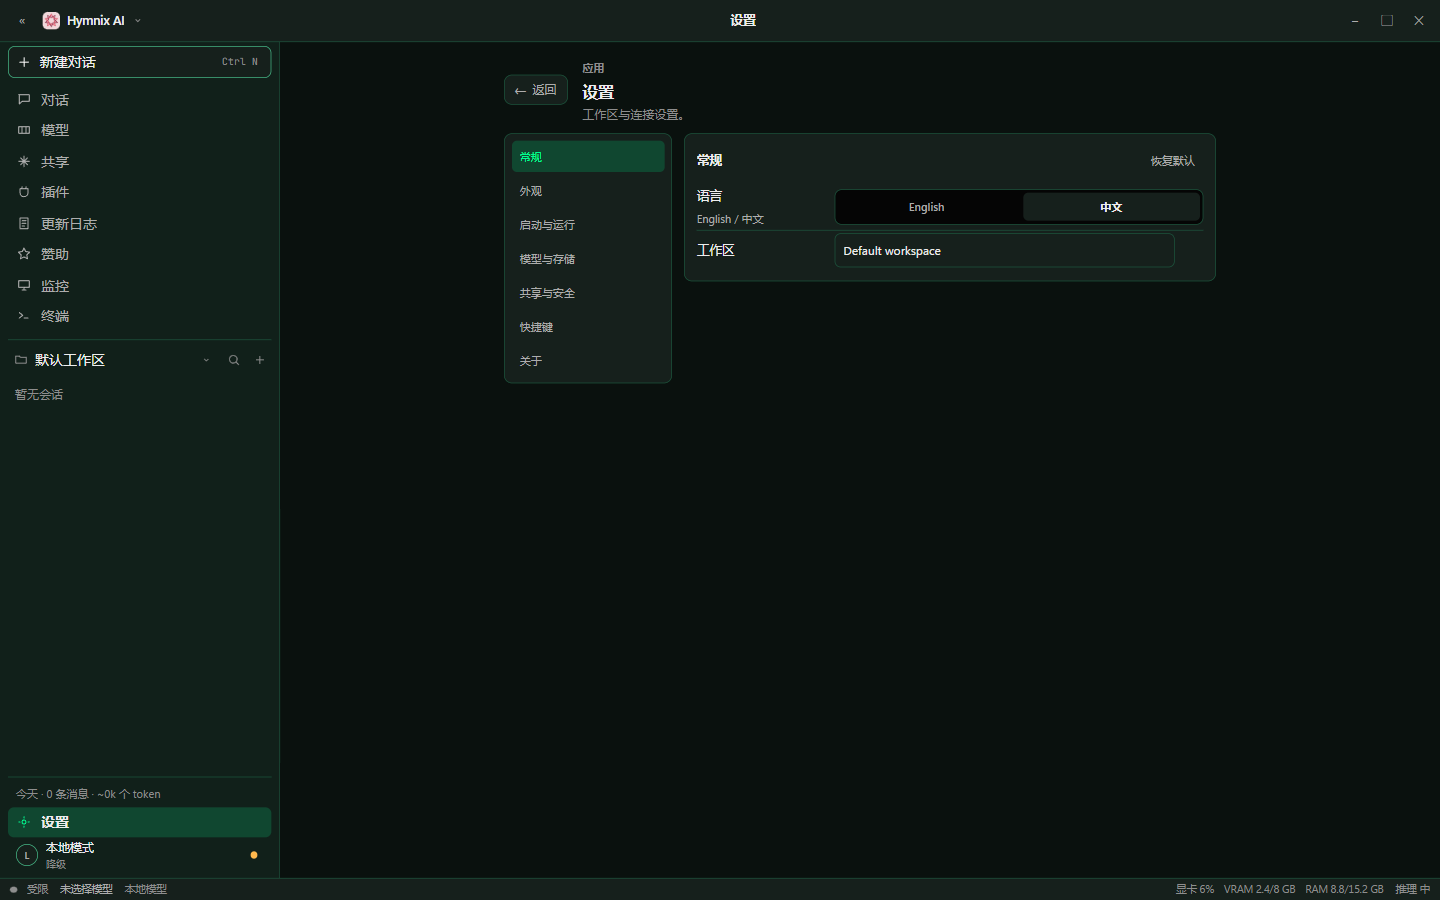 «
Hymnix AI
设置
新建对话
Ctrl N
对话
模型
共享
插件
更新日志
赞助
监控
终端
默认工作区
暂无会话
今天 · 0 条消息 · ~0k 个 token
设置
L
本地模式
降级
← 返回
应用
设置
工作区与连接设置。
常规
外观
启动与运行
模型与存储
共享与安全
快捷键
关于
常规
恢复默认
语言
English / 中文
English
中文
工作区
Default workspace
受限
未选择模型
本地模型
显卡 6%
VRAM 2.4/8 GB
RAM 8.8/15.2 GB
推理 中